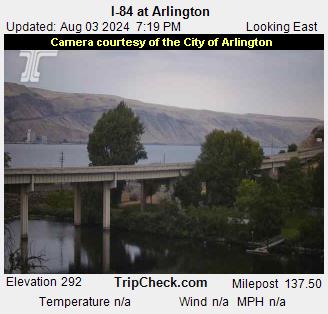 I-84 at Arlington
Updated: Aug 03 2024 7:19 PM Looking East
Camera courtesy of the City of Arlington
Elevation 292 TripCheck.com Milepost 137.50
Temperature n/a Wind n/a MPH n/a